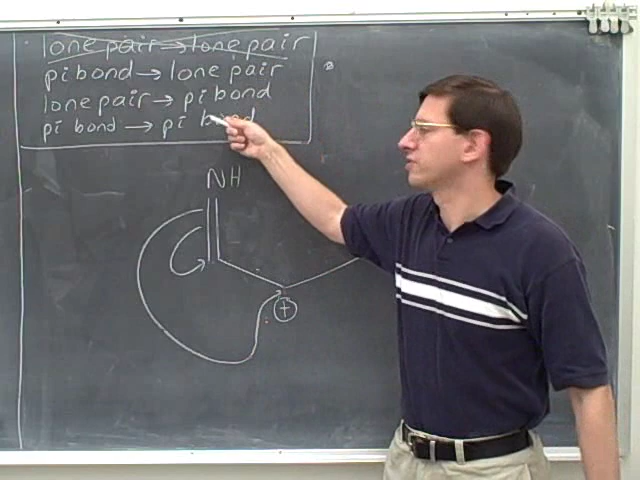 lone pair → lone pair
pi bond → lone pair
lone pair → pi bond
pi bond → pi bond
NH
+